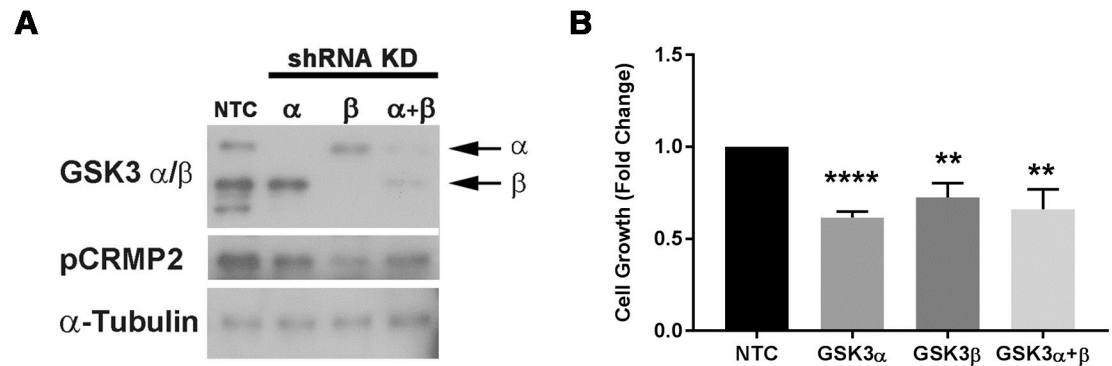 A
shRNA KD
NTC α β α+β
GSK3 α/β
α
β
pCRMP2
α-Tubulin
B
Cell Growth (Fold Change)
1.5
1.0
0.5
0.0
****
**
**
NTC GSK3α GSK3β GSK3α+β